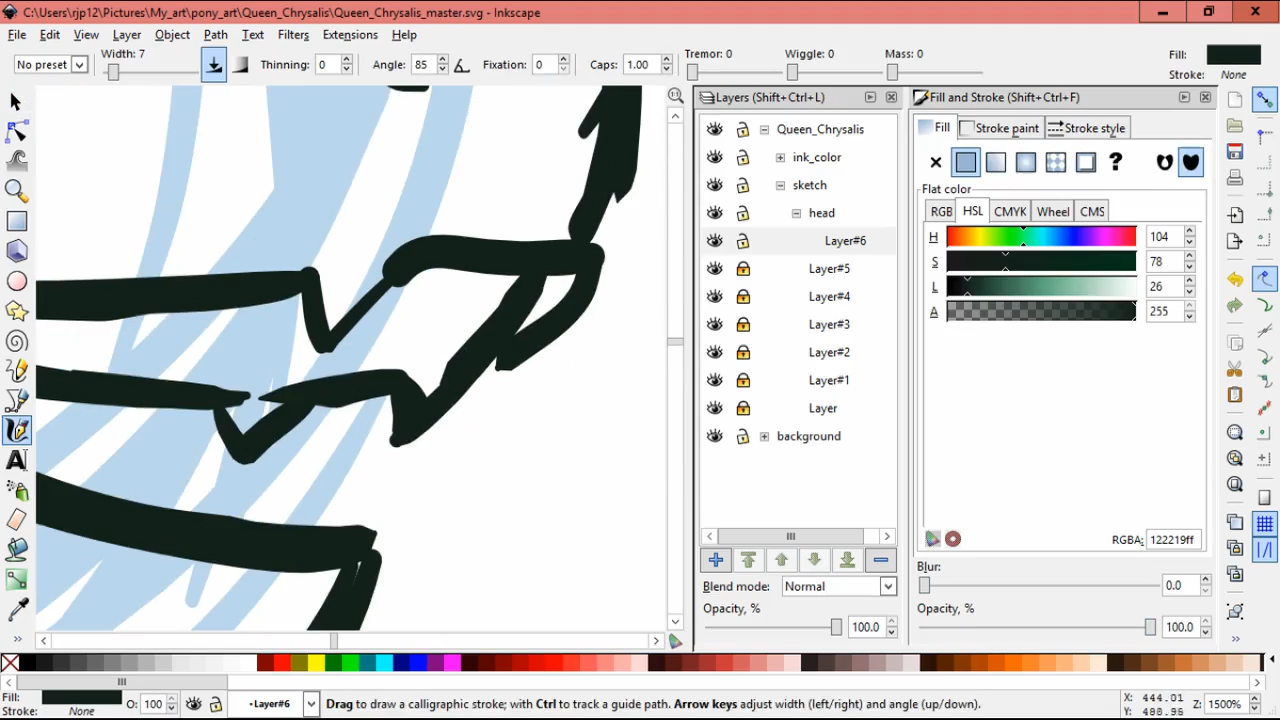 C:\Users\rjp12\Pictures\My_art\pony_art\Queen_Chrysalis\Queen_Chrysalis_master.svg - Inkscape
File Edit View Layer Object Path Text Filters Extensions Help
No preset Width: 7 Thinning: 0 Angle: 85 Fixation: 0 Caps: 1.00 Tremor: 0 Wiggle: 0 Mass: 0 Fill:
Stroke: None
Layers (Shift+Ctrl+L)
Queen_Chrysalis
ink_color
sketch
head
Layer#6
Layer#5
Layer#4
Layer#3
Layer#2
Layer#1
Layer
background
Blend mode: Normal
Opacity, % 100.0
Fill and Stroke (Shift+Ctrl+F)
Fill Stroke paint Stroke style
?
Flat color
RGB HSL CMYK Wheel CMS
H 104
S 78
L 26
A 255
RGBA: 122219ff
Blur:
0.0
Opacity, %
100.0
A
»
»
Fill:
Stroke: None
O: 100
•Layer#6
Drag to draw a calligraphic stroke; with Ctrl to track a guide path. Arrow keys adjust width (left/right) and angle (up/down).
X: 444.01
Y: 480.95
Z: 1500%